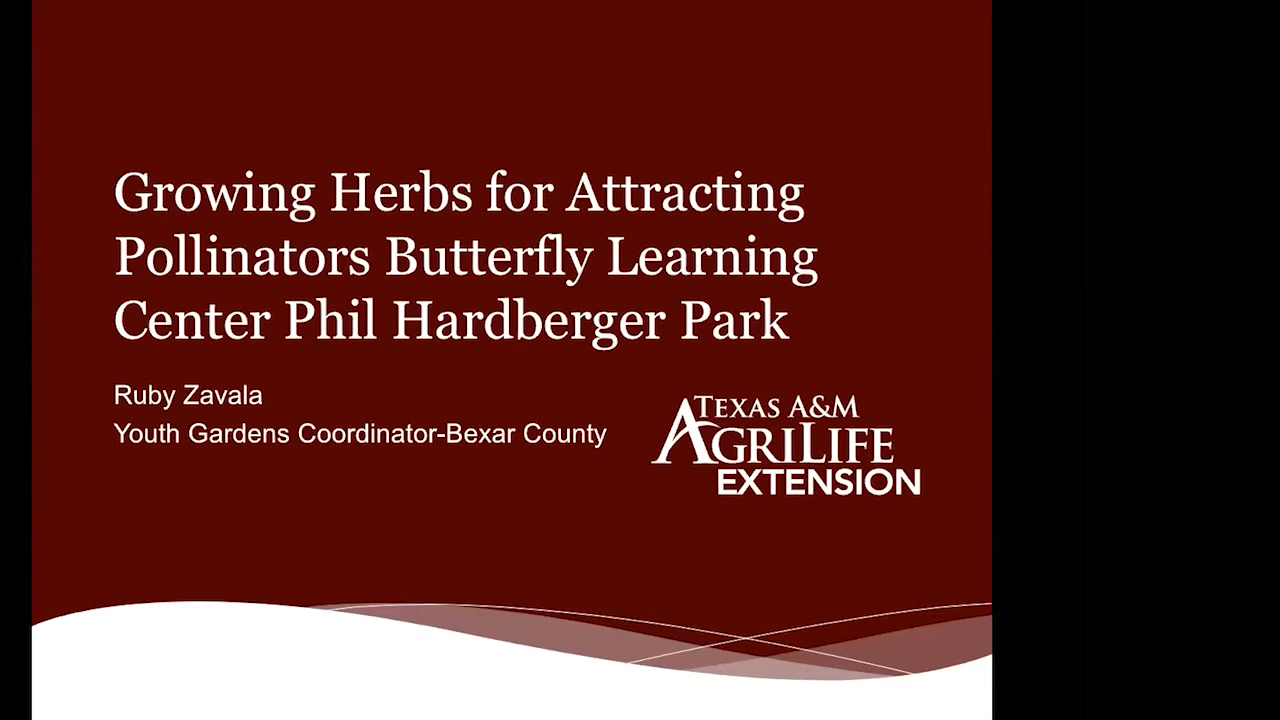 Growing Herbs for Attracting
Pollinators Butterfly Learning
Center Phil Hardberger Park
Ruby Zavala
Youth Gardens Coordinator-Bexar County
TEXAS A&M
AGRILIFE
EXTENSION